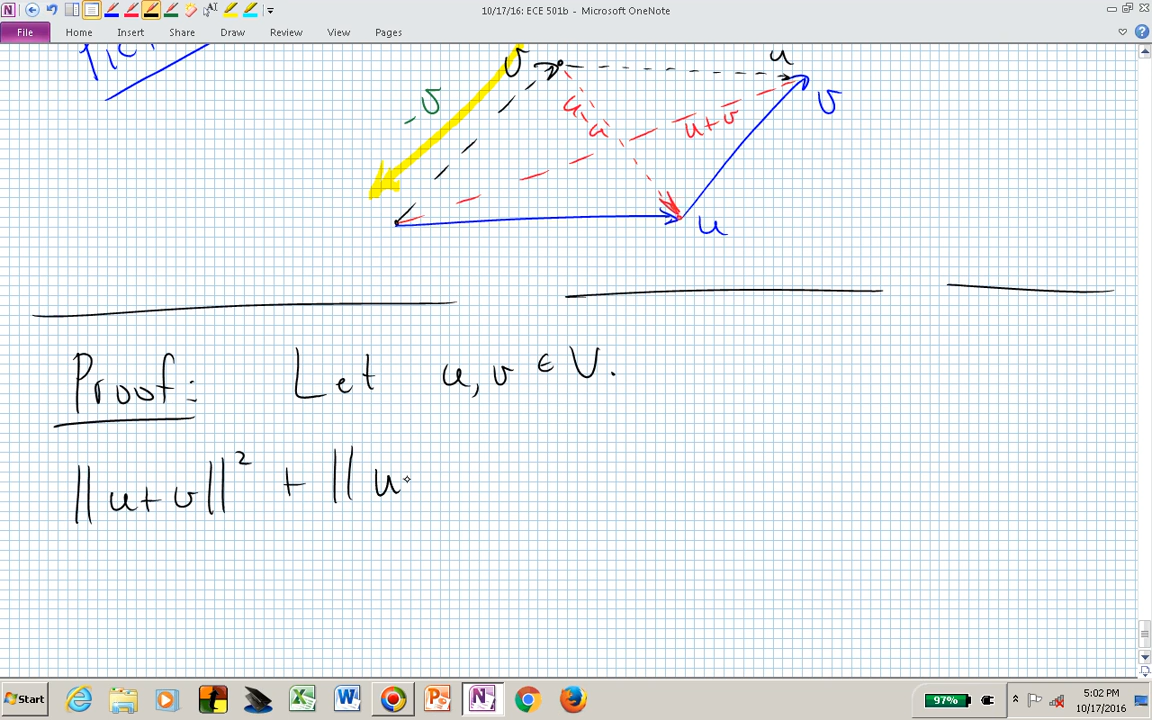 10/17/16: ECE 501b - Microsoft OneNote
File Home Insert Share Draw Review View Pages
v u
-v v
u+v
u
Proof: Let u, v ∈ V.
||u+v||² + ||u
Start 97% 5:02 PM
10/17/2016